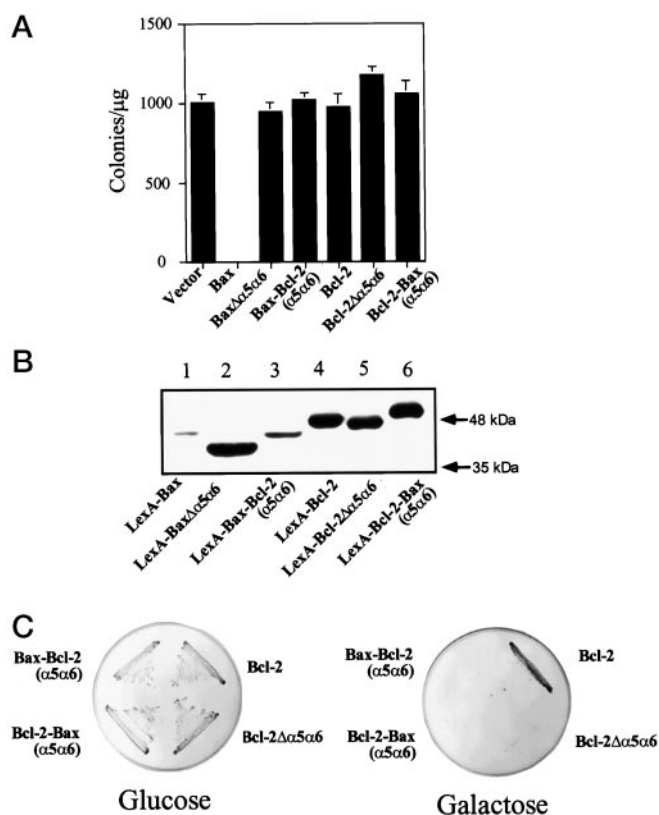 A
1500
1000
500
0
Colonies/µg
Vector
Bax
BaxΔα5α6
Bax-Bcl-2
(α5α6)
Bcl-2
Bcl-2Δα5α6
Bcl-2-Bax
(α5α6)
B
1 2 3 4 5 6
48 kDa
35 kDa
LexA-Bax
LexA-BaxΔα5α6
LexA-Bax-Bcl-2
(α5α6)
LexA-Bcl-2
LexA-Bcl-2Δα5α6
LexA-Bcl-2-Bax
(α5α6)
C
Bax-Bcl-2
(α5α6)
Bcl-2
Bcl-2-Bax
(α5α6)
Bcl-2Δα5α6
Glucose
Bax-Bcl-2
(α5α6)
Bcl-2
Bcl-2-Bax
(α5α6)
Bcl-2Δα5α6
Galactose